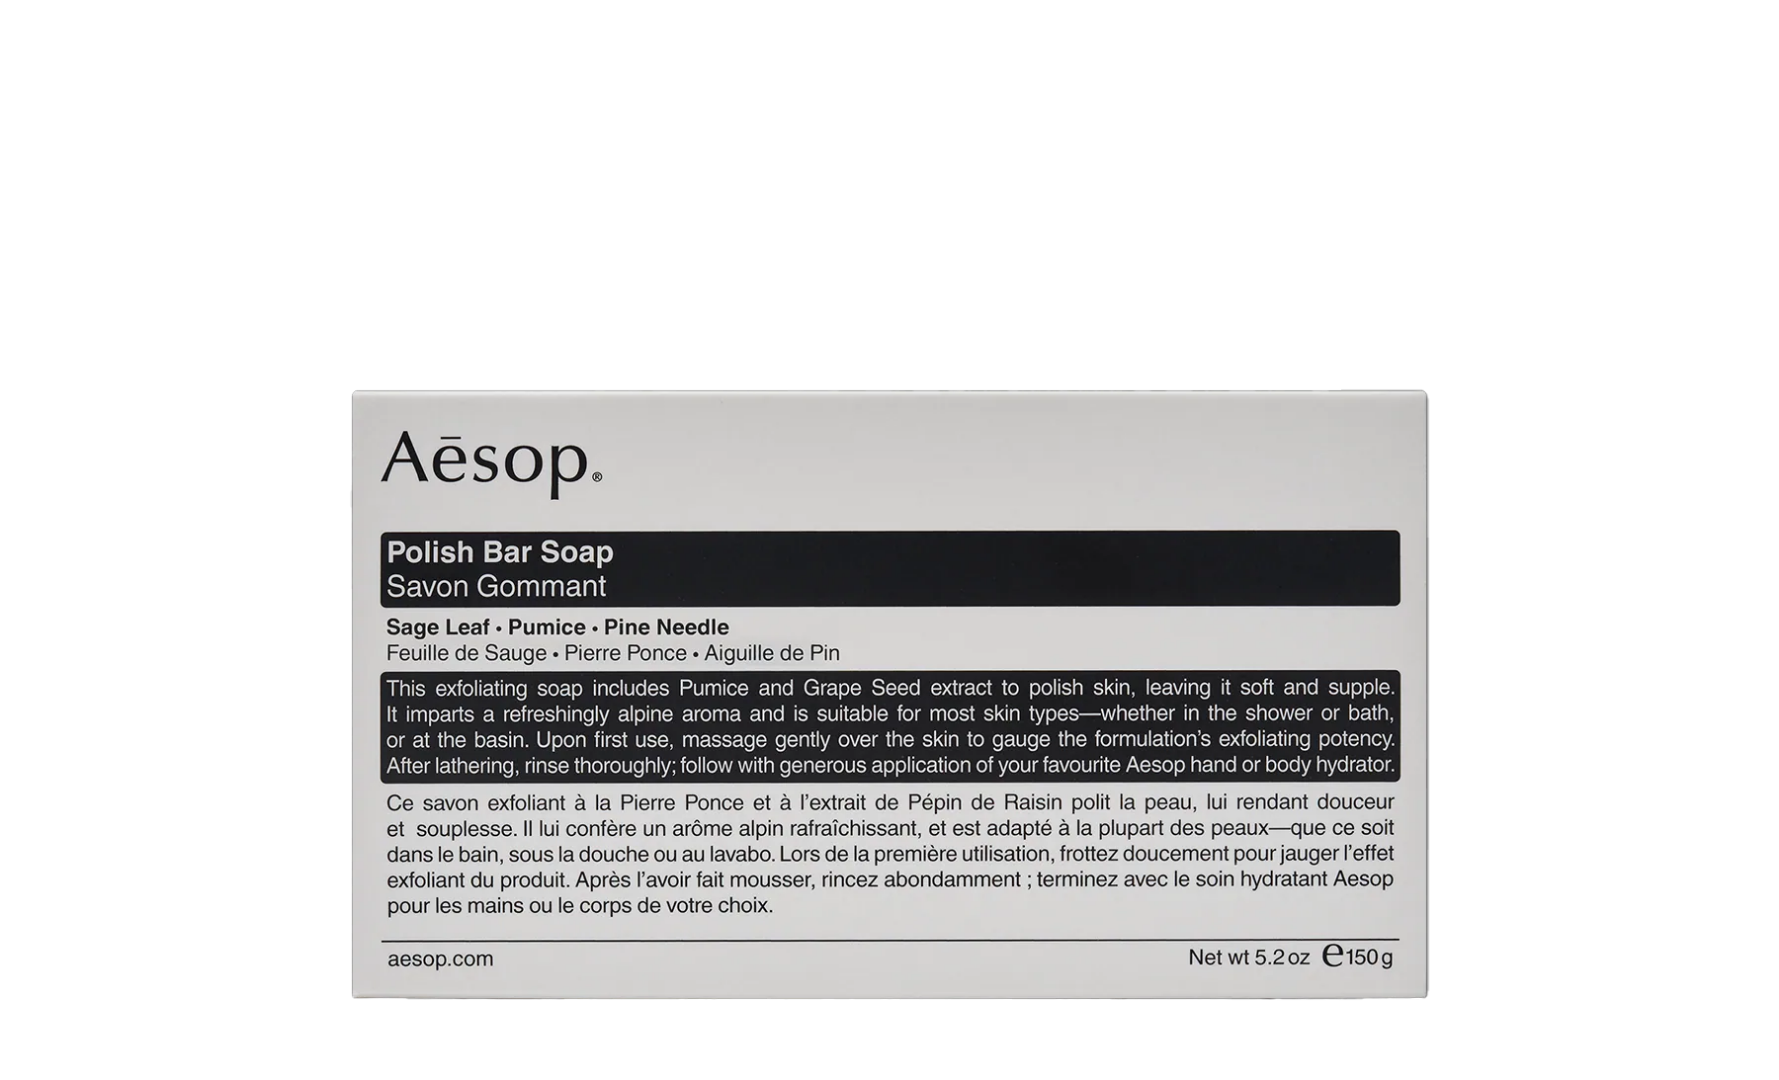 Aēsop.®
Polish Bar Soap
Savon Gommant
Sage Leaf • Pumice • Pine Needle
Feuille de Sauge • Pierre Ponce • Aiguille de Pin
This exfoliating soap includes Pumice and Grape Seed extract to polish skin, leaving it soft and supple.
It imparts a refreshingly alpine aroma and is suitable for most skin types—whether in the shower or bath,
or at the basin. Upon first use, massage gently over the skin to gauge the formulation’s exfoliating potency.
After lathering, rinse thoroughly; follow with generous application of your favourite Aesop hand or body hydrator.
Ce savon exfoliant à la Pierre Ponce et à l’extrait de Pépin de Raisin polit la peau, lui rendant douceur
et souplesse. Il lui confère un arôme alpin rafraîchissant, et est adapté à la plupart des peaux—que ce soit
dans le bain, sous la douche ou au lavabo. Lors de la première utilisation, frottez doucement pour jauger l’effet
exfoliant du produit. Après l’avoir fait mousser, rincez abondamment ; terminez avec le soin hydratant Aesop
pour les mains ou le corps de votre choix.
aesop.com
Net wt 5.2 oz ℮150 g